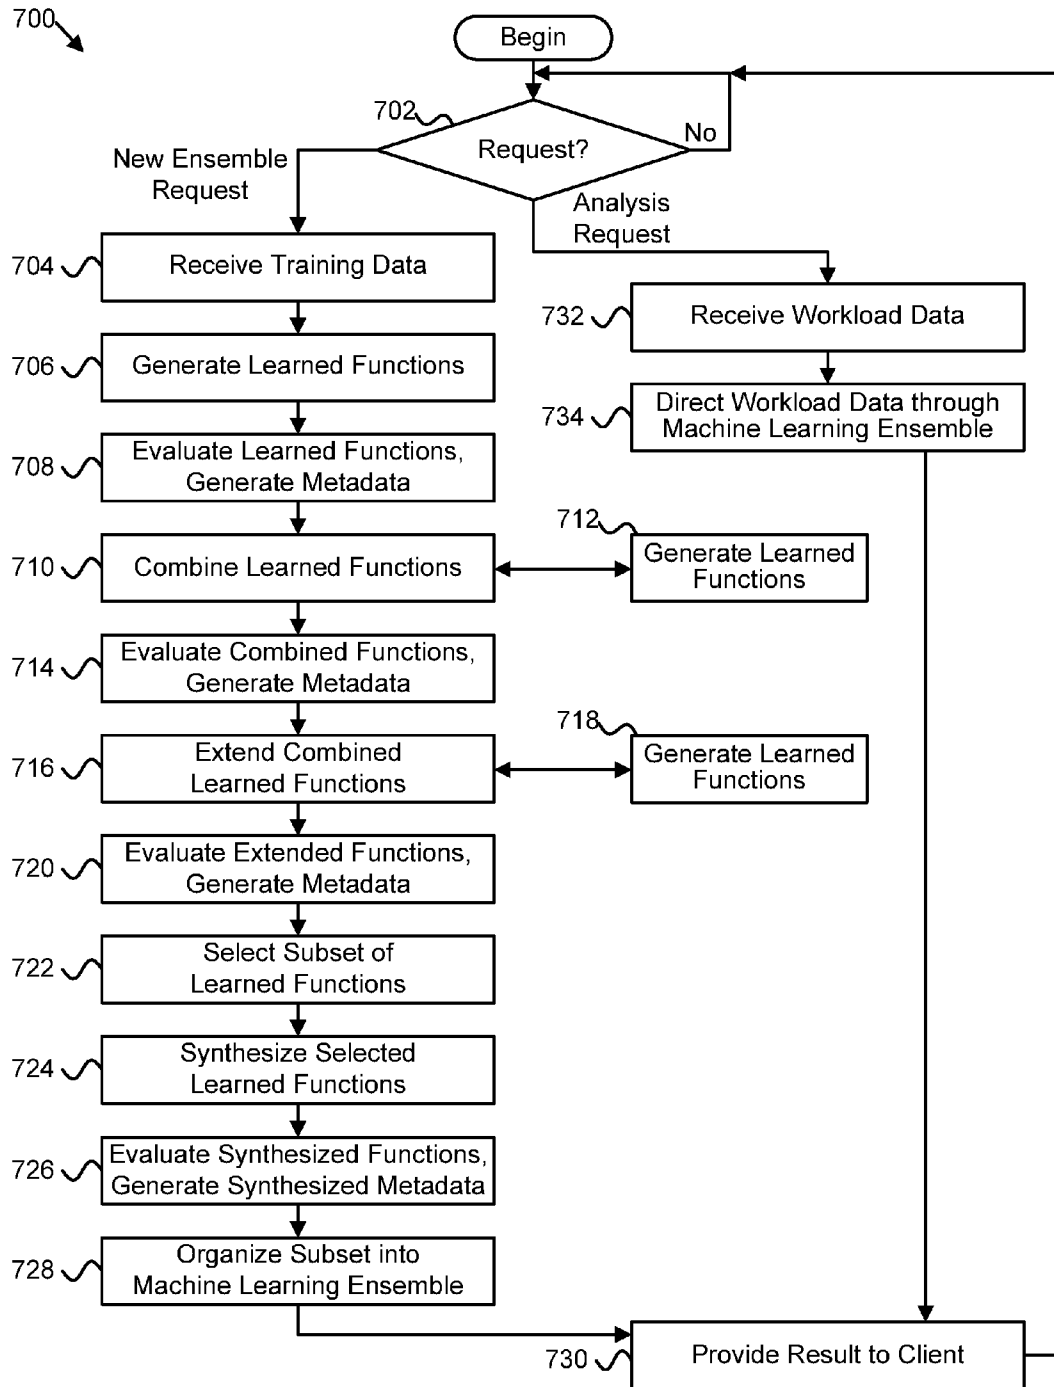 700
Begin
702
Request?
No
New Ensemble
Request
Analysis
Request
704
Receive Training Data
732
Receive Workload Data
706
Generate Learned Functions
734
Direct Workload Data through
Machine Learning Ensemble
708
Evaluate Learned Functions,
Generate Metadata
710
Combine Learned Functions
712
Generate Learned
Functions
714
Evaluate Combined Functions,
Generate Metadata
716
Extend Combined
Learned Functions
718
Generate Learned
Functions
720
Evaluate Extended Functions,
Generate Metadata
722
Select Subset of
Learned Functions
724
Synthesize Selected
Learned Functions
726
Evaluate Synthesized Functions,
Generate Synthesized Metadata
728
Organize Subset into
Machine Learning Ensemble
730
Provide Result to Client